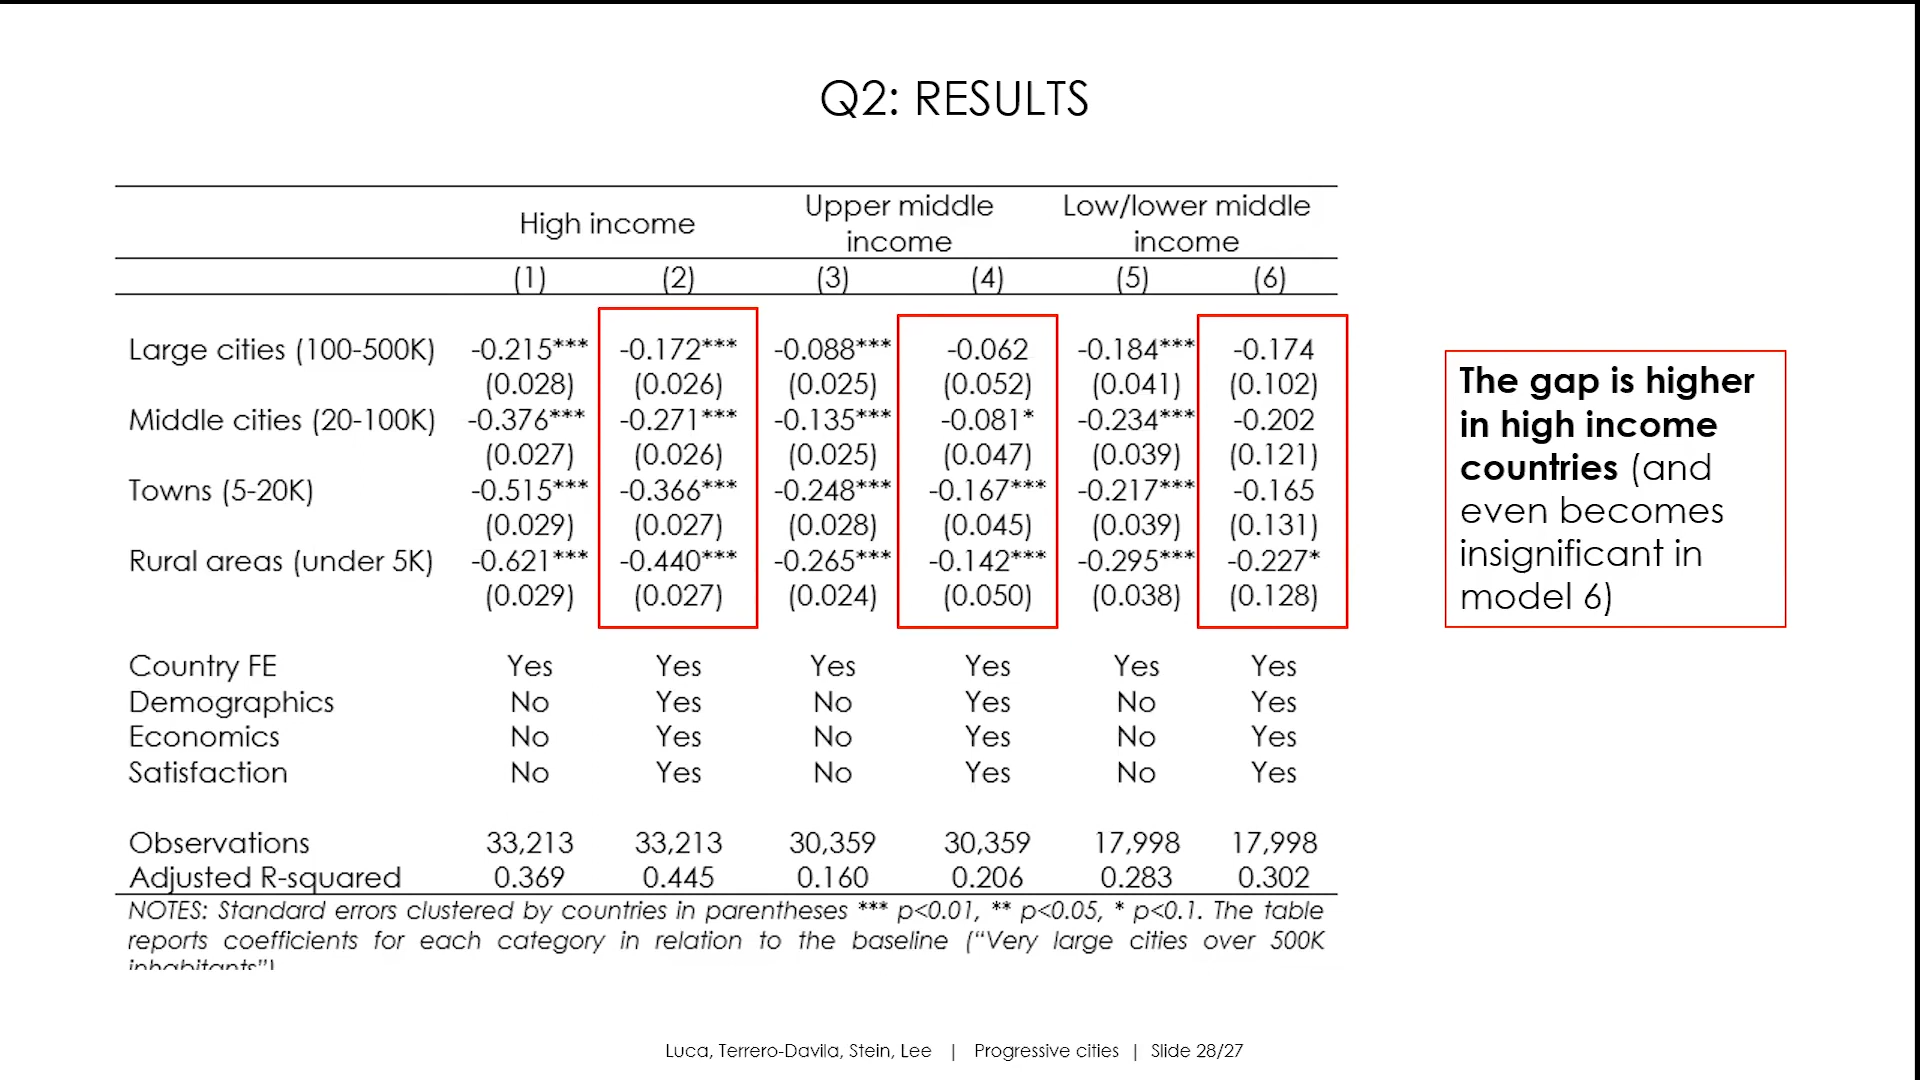 Q2: RESULTS
High income Upper middle income Low/lower middle income
(1) (2) (3) (4) (5) (6)
Large cities (100-500K) -0.215*** -0.172*** -0.088*** -0.062 -0.184*** -0.174
(0.028) (0.026) (0.025) (0.052) (0.041) (0.102)
Middle cities (20-100K) -0.376*** -0.271*** -0.135*** -0.081* -0.234*** -0.202
(0.027) (0.026) (0.025) (0.047) (0.039) (0.121)
Towns (5-20K) -0.515*** -0.366*** -0.248*** -0.167*** -0.217*** -0.165
(0.029) (0.027) (0.028) (0.045) (0.039) (0.131)
Rural areas (under 5K) -0.621*** -0.440*** -0.265*** -0.142*** -0.295*** -0.227*
(0.029) (0.027) (0.024) (0.050) (0.038) (0.128)
Country FE Yes Yes Yes Yes Yes Yes
Demographics No Yes No Yes No Yes
Economics No Yes No Yes No Yes
Satisfaction No Yes No Yes No Yes
Observations 33,213 33,213 30,359 30,359 17,998 17,998
Adjusted R-squared 0.369 0.445 0.160 0.206 0.283 0.302
NOTES: Standard errors clustered by countries in parentheses *** p<0.01, ** p<0.05, * p<0.1. The table
reports coefficients for each category in relation to the baseline (“Very large cities over 500K
inhabitants”)
The gap is higher
in high income
countries (and
even becomes
insignificant in
model 6)
Luca, Terrero-Davila, Stein, Lee | Progressive cities | Slide 28/27